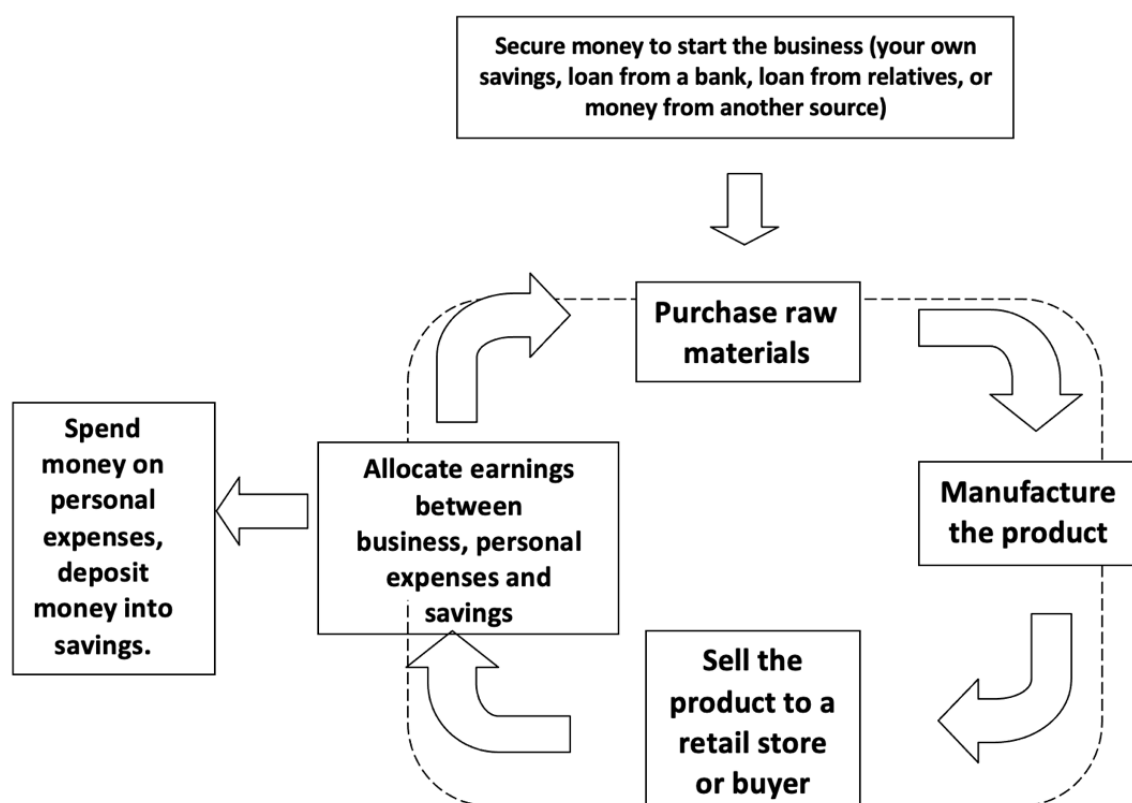 Secure money to start the business (your own
savings, loan from a bank, loan from relatives, or
money from another source)
Purchase raw
materials
Manufacture
the product
Sell the
product to a
retail store
or buyer
Allocate earnings
between
business, personal
expenses and
savings
Spend
money on
personal
expenses,
deposit
money into
savings.